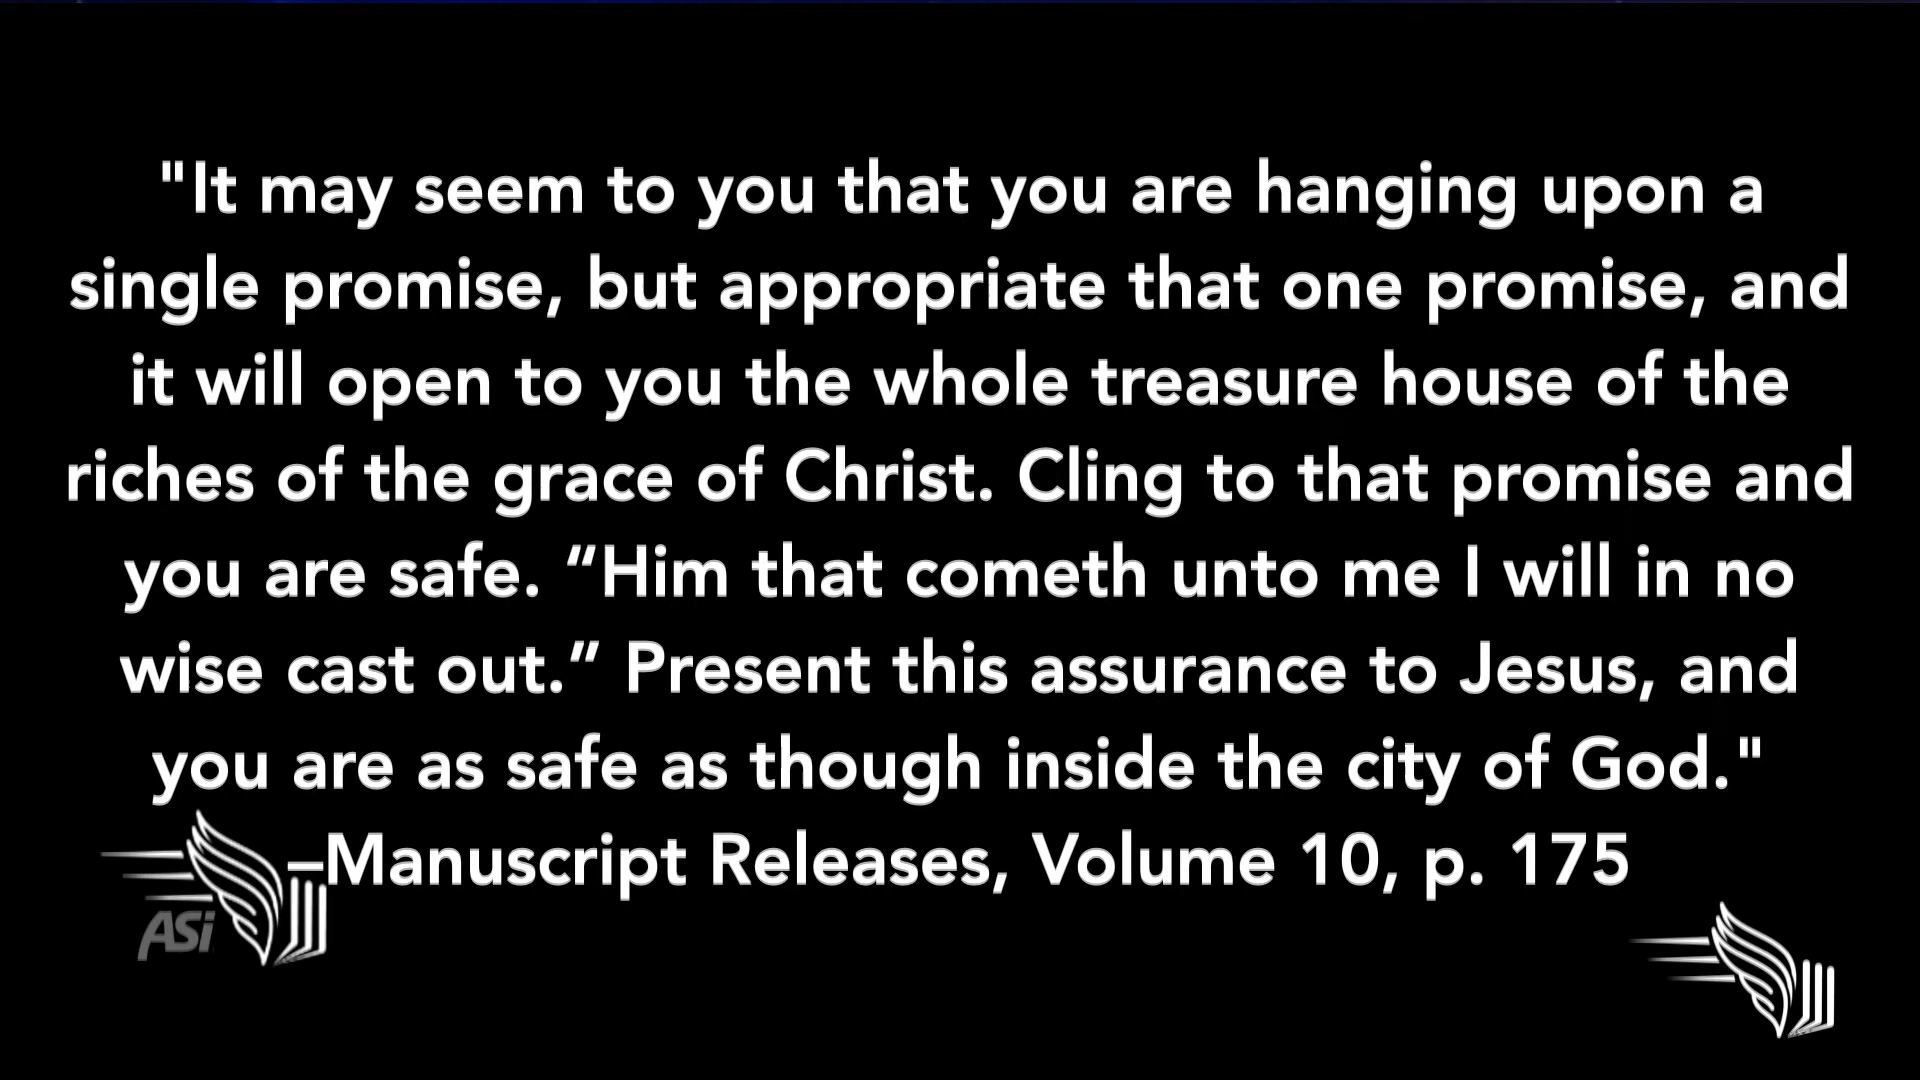 "It may seem to you that you are hanging upon a
single promise, but appropriate that one promise, and
it will open to you the whole treasure house of the
riches of the grace of Christ. Cling to that promise and
you are safe. “Him that cometh unto me I will in no
wise cast out.” Present this assurance to Jesus, and
you are as safe as though inside the city of God."
–Manuscript Releases, Volume 10, p. 175
ASi